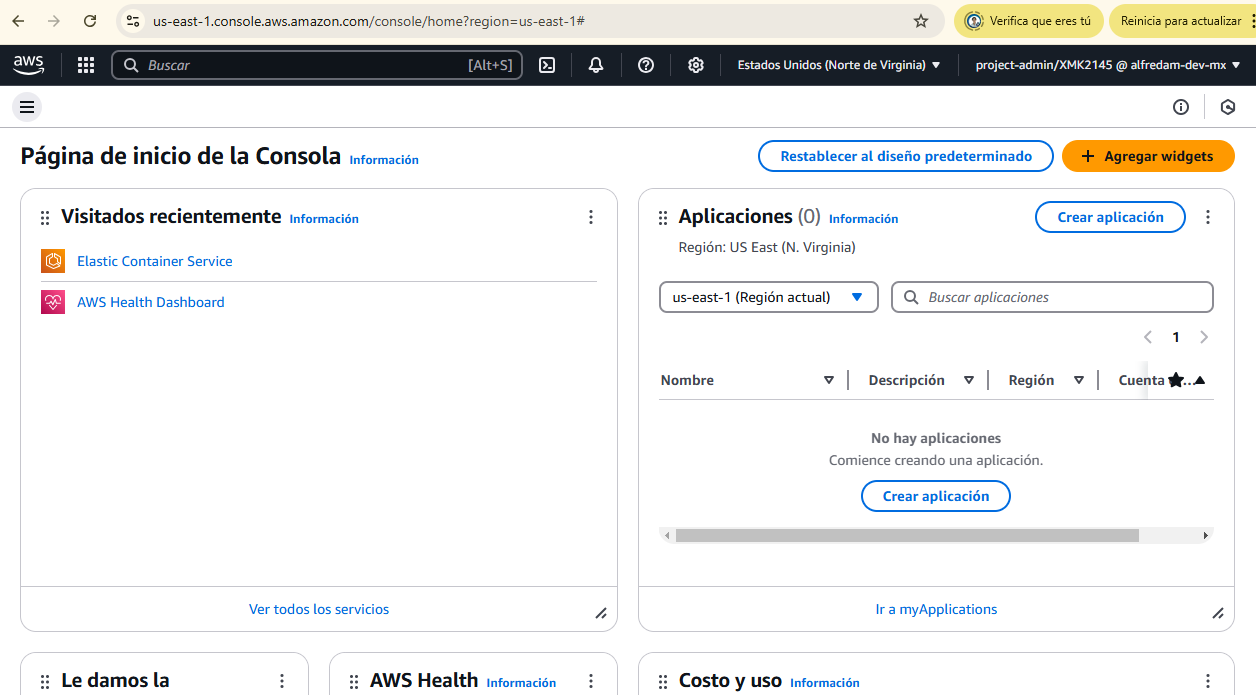 us-east-1.console.aws.amazon.com/console/home?region=us-east-1#
Verifica que eres tú
Reinicia para actualizar
aws
Buscar
[Alt+S]
Estados Unidos (Norte de Virginia)
project-admin/XMK2145 @ alfredam-dev-mx
Página de inicio de la Consola Información
Restablecer al diseño predeterminado
Agregar widgets
Visitados recientemente Información
Elastic Container Service
AWS Health Dashboard
Ver todos los servicios
Aplicaciones (0) Información
Crear aplicación
Región: US East (N. Virginia)
us-east-1 (Región actual)
Buscar aplicaciones
1
Nombre Descripción Región Cuenta ...
No hay aplicaciones
Comience creando una aplicación.
Crear aplicación
Ir a myApplications
Le damos la
AWS Health Información
Costo y uso Información